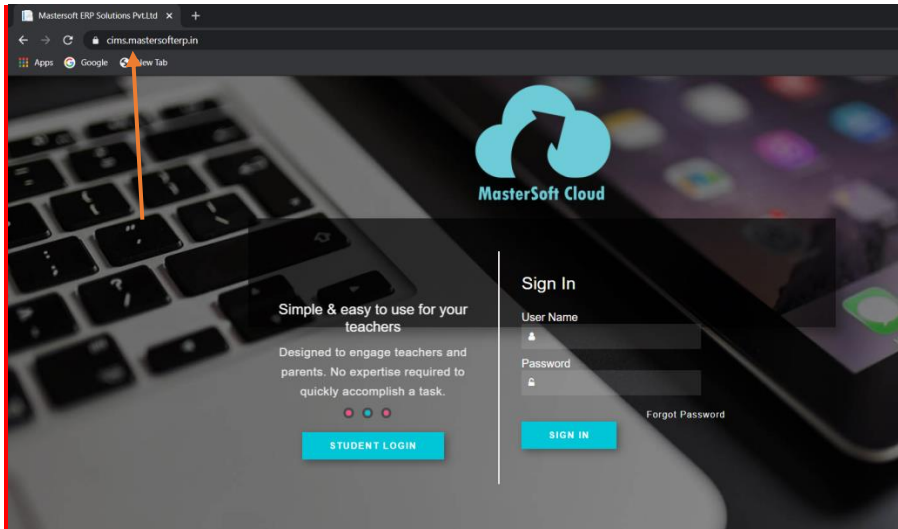 Mastersoft ERP Solutions Pvt.Ltd
cims.mastersofterp.in
Apps Google New Tab
MasterSoft Cloud
Simple & easy to use for your
teachers
Designed to engage teachers and
parents. No expertise required to
quickly accomplish a task.
STUDENT LOGIN
Sign In
User Name
Password
Forgot Password
SIGN IN